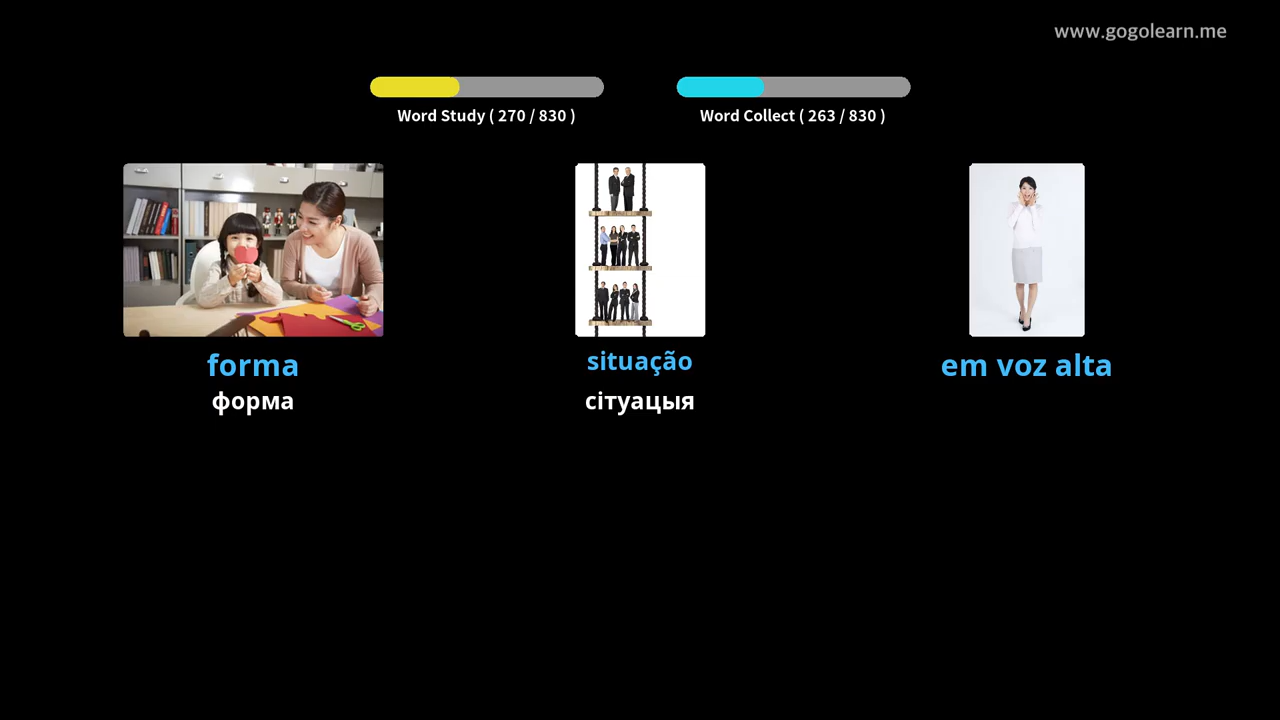 www.gogolearn.me
Word Study ( 270 / 830 )
Word Collect ( 263 / 830 )
forma
форма
situação
сітуацыя
em voz alta